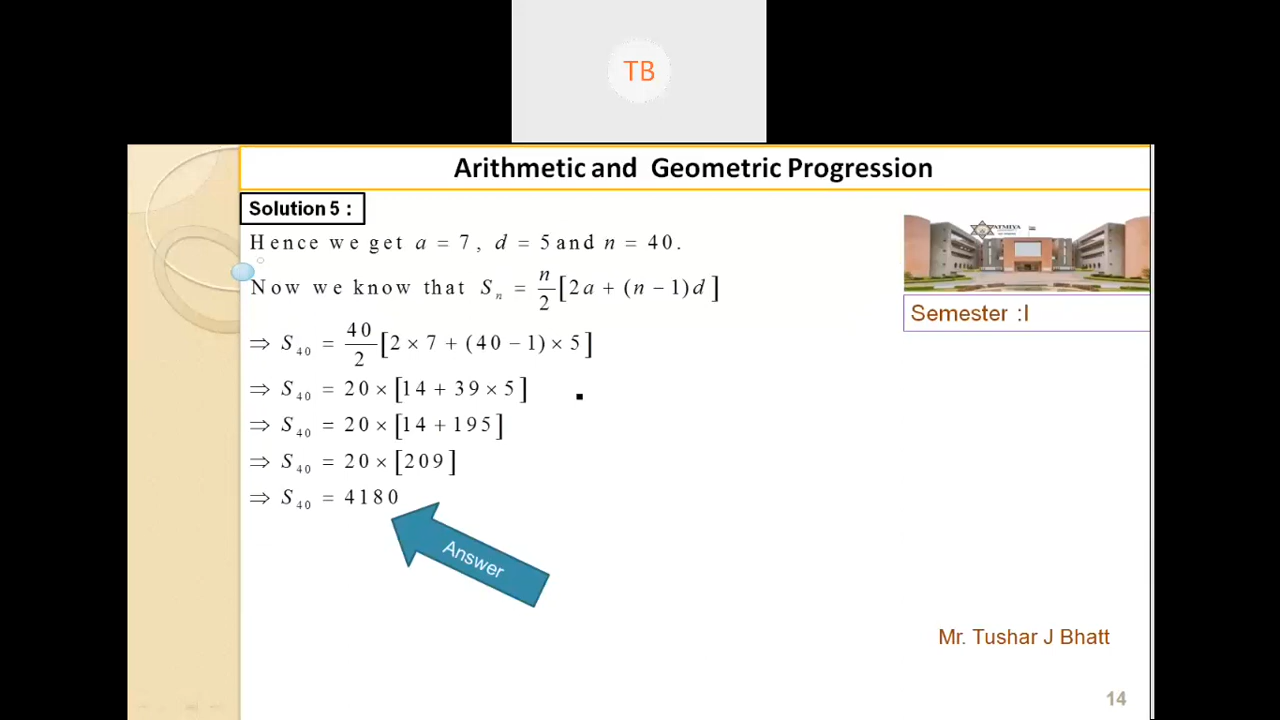 TB
Arithmetic and Geometric Progression
Solution 5 :
Hence we get a = 7, d = 5 and n = 40.
Now we know that Sₙ = n/2 [2a + (n − 1)d]
⇒ S₄₀ = 40/2 [2 × 7 + (40 − 1) × 5]
⇒ S₄₀ = 20 × [14 + 39 × 5]
⇒ S₄₀ = 20 × [14 + 195]
⇒ S₄₀ = 20 × [209]
⇒ S₄₀ = 4180
Answer
ATMIYA
Semester :I
Mr. Tushar J Bhatt
14